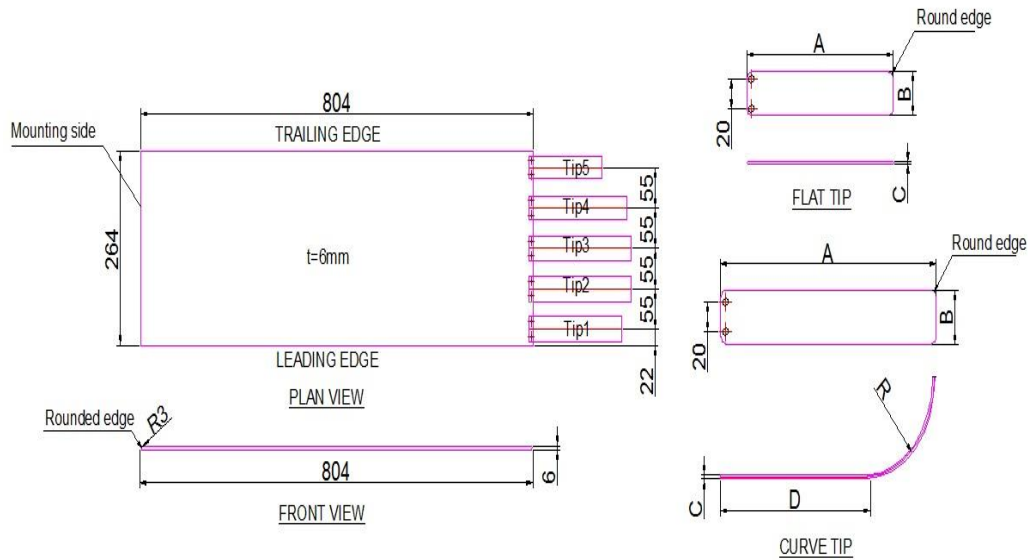 804
TRAILING EDGE
Mounting side
264
t=6mm
Tip5
Tip4
Tip3
Tip2
Tip1
55
55
55
55
22
LEADING EDGE
PLAN VIEW
Rounded edge
R3
804
6
FRONT VIEW
Round edge
A
B
20
C
FLAT TIP
Round edge
A
B
20
R
C
D
CURVE TIP